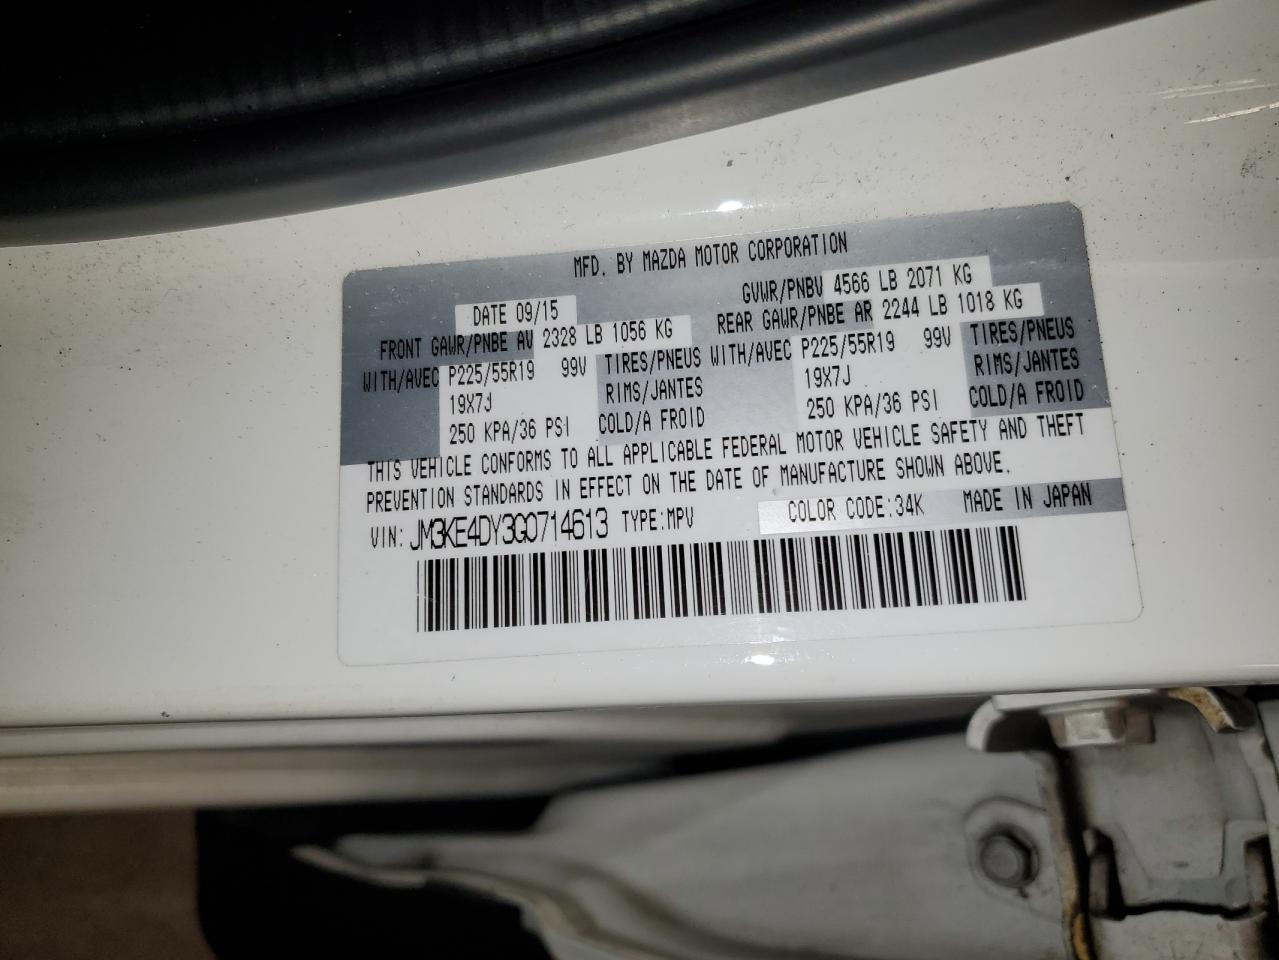 MFD. BY MAZDA MOTOR CORPORATION
DATE 09/15 GVWR/PNBV 4566 LB 2071 KG
FRONT GAWR/PNBE AV 2328 LB 1056 KG REAR GAWR/PNBE AR 2244 LB 1018 KG
WITH/AVEC P225/55R19 99V TIRES/PNEUS WITH/AVEC P225/55R19 99V TIRES/PNEUS
19X7J RIMS/JANTES 19X7J RIMS/JANTES
250 KPA/36 PSI COLD/A FROID 250 KPA/36 PSI COLD/A FROID
THIS VEHICLE CONFORMS TO ALL APPLICABLE FEDERAL MOTOR VEHICLE SAFETY AND THEFT
PREVENTION STANDARDS IN EFFECT ON THE DATE OF MANUFACTURE SHOWN ABOVE.
VIN: JM3KE4DY3G0714613 TYPE:MPV COLOR CODE:34K MADE IN JAPAN